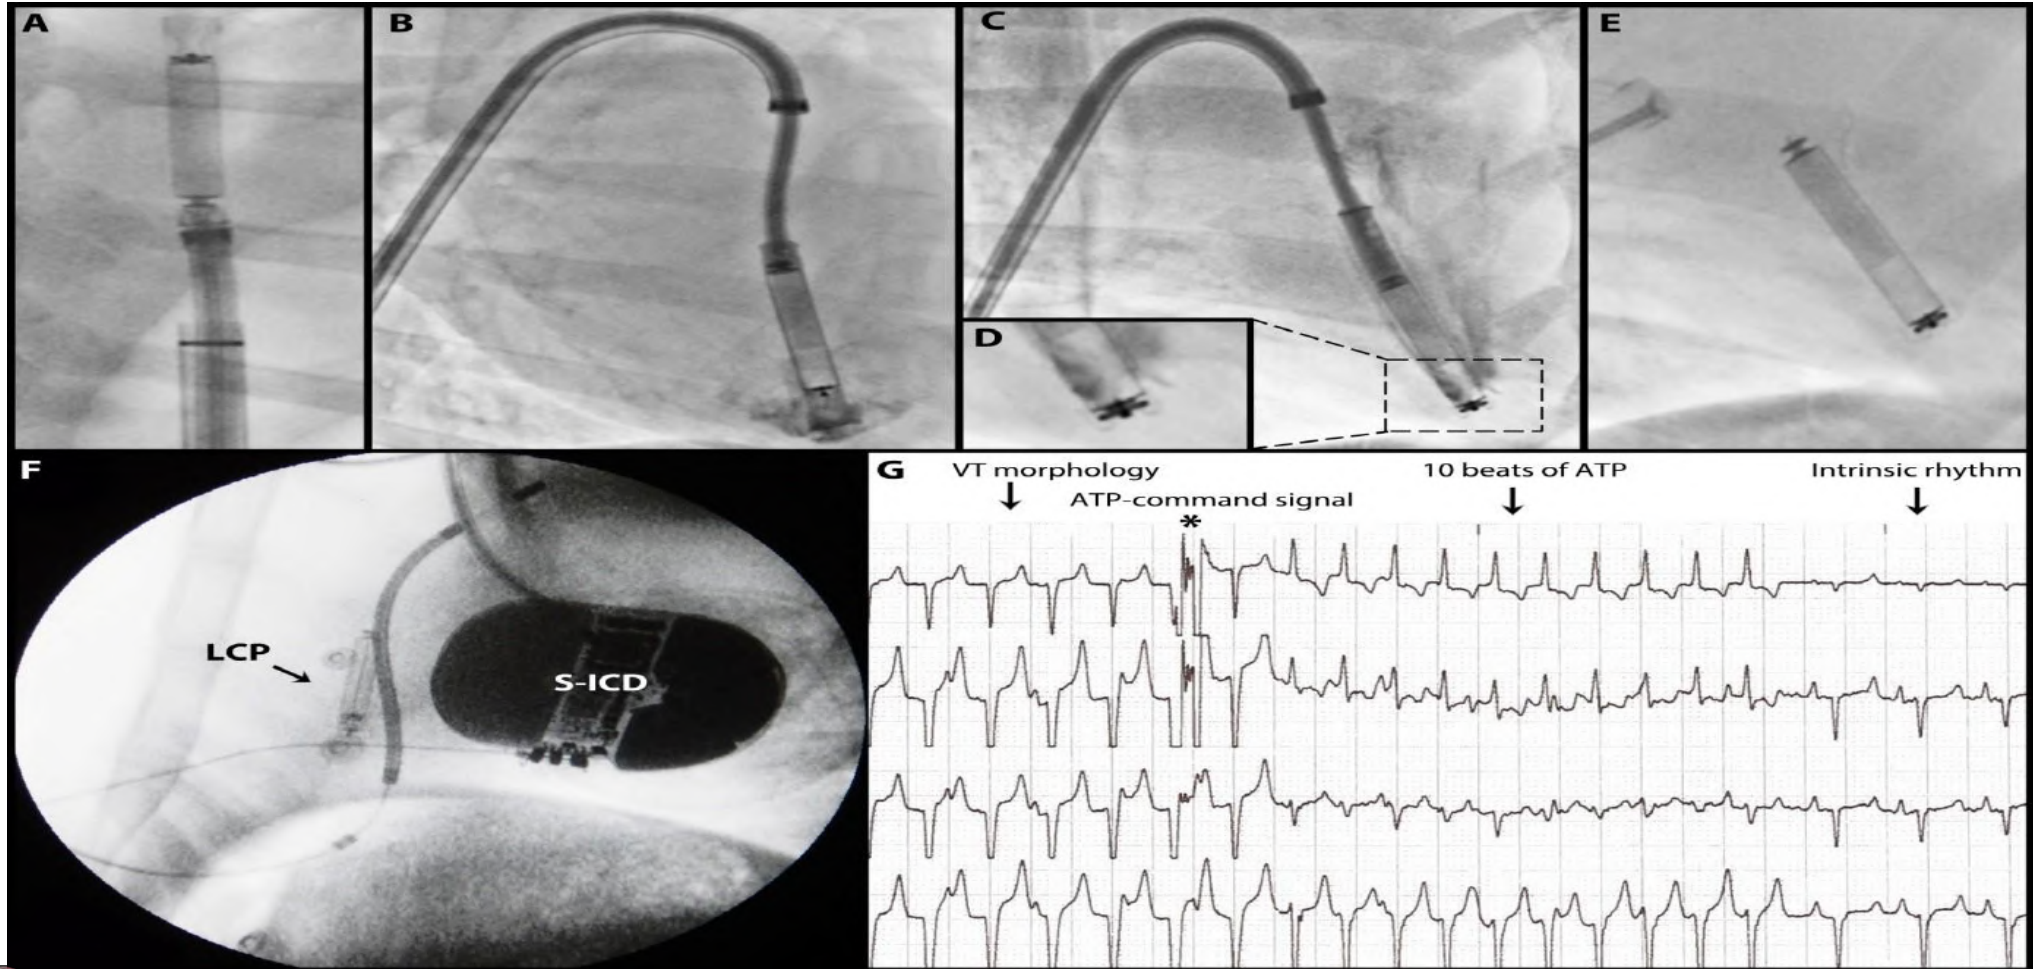 A
B
C
E
D
F
LCP
S-ICD
G
VT morphology
10 beats of ATP
Intrinsic rhythm
ATP-command signal
*